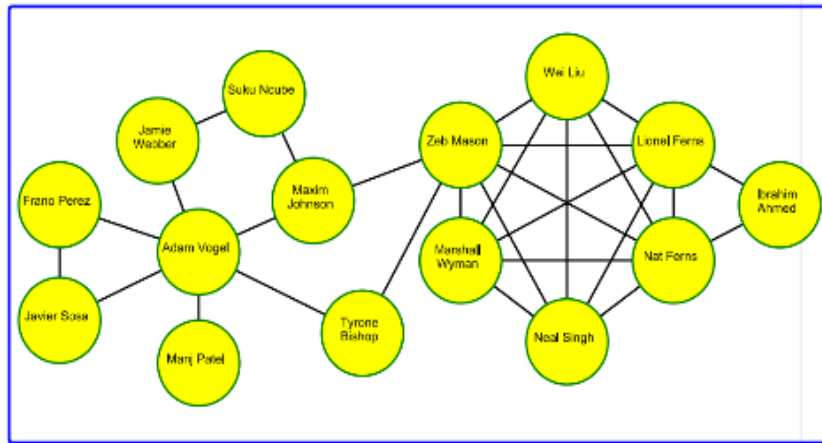 Wei Liu
Suku Ncube
Jamie
Webber
Zeb Mason
Lionel Ferns
Frano Perez
Maxim
Johnson
Ibrahim
Ahmed
Adam Vogel
Marshall
Wyman
Nat Ferns
Javier Sosa
Tyrone
Bishop
Neal Singh
Manj Patel